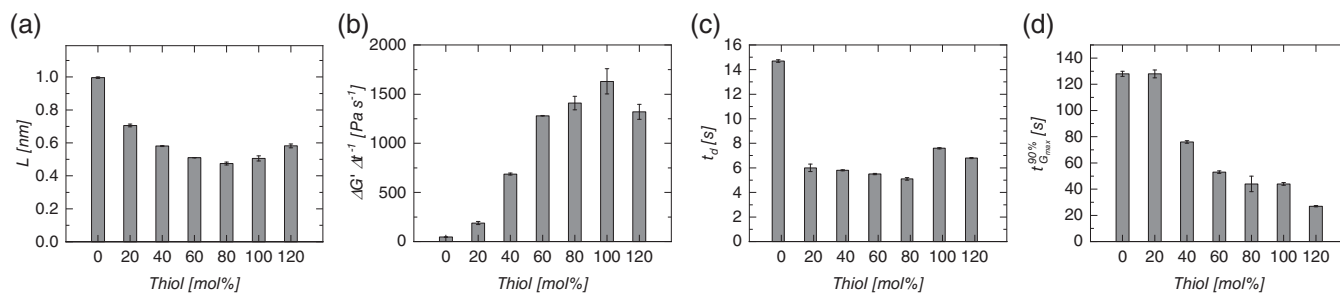 (a)
L [nm]
1.0
0.8
0.6
0.4
0.2
0.0
0 20 40 60 80 100 120
Thiol [mol%]
(b)
ΔG' Δt⁻¹ [Pa s⁻¹]
2000
1500
1000
500
0
0 20 40 60 80 100 120
Thiol [mol%]
(c)
t_d [s]
16
14
12
10
8
6
4
2
0
0 20 40 60 80 100 120
Thiol [mol%]
(d)
t_{G_max}^{90%} [s]
140
120
100
80
60
40
20
0
0 20 40 60 80 100 120
Thiol [mol%]